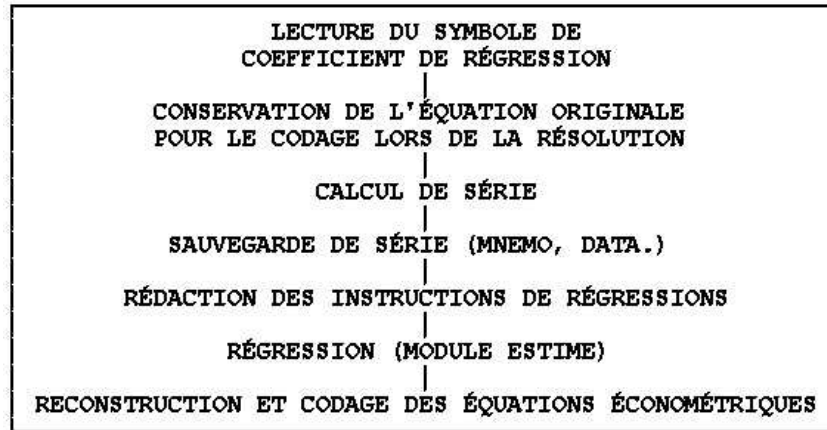 LECTURE DU SYMBOLE DE
COEFFICIENT DE RÉGRESSION
CONSERVATION DE L'ÉQUATION ORIGINALE
POUR LE CODAGE LORS DE LA RÉSOLUTION
CALCUL DE SÉRIE
SAUVEGARDE DE SÉRIE (MNEMO, DATA.)
RÉDACTION DES INSTRUCTIONS DE RÉGRESSIONS
RÉGRESSION (MODULE ESTIME)
RECONSTRUCTION ET CODAGE DES ÉQUATIONS ÉCONOMÉTRIQUES